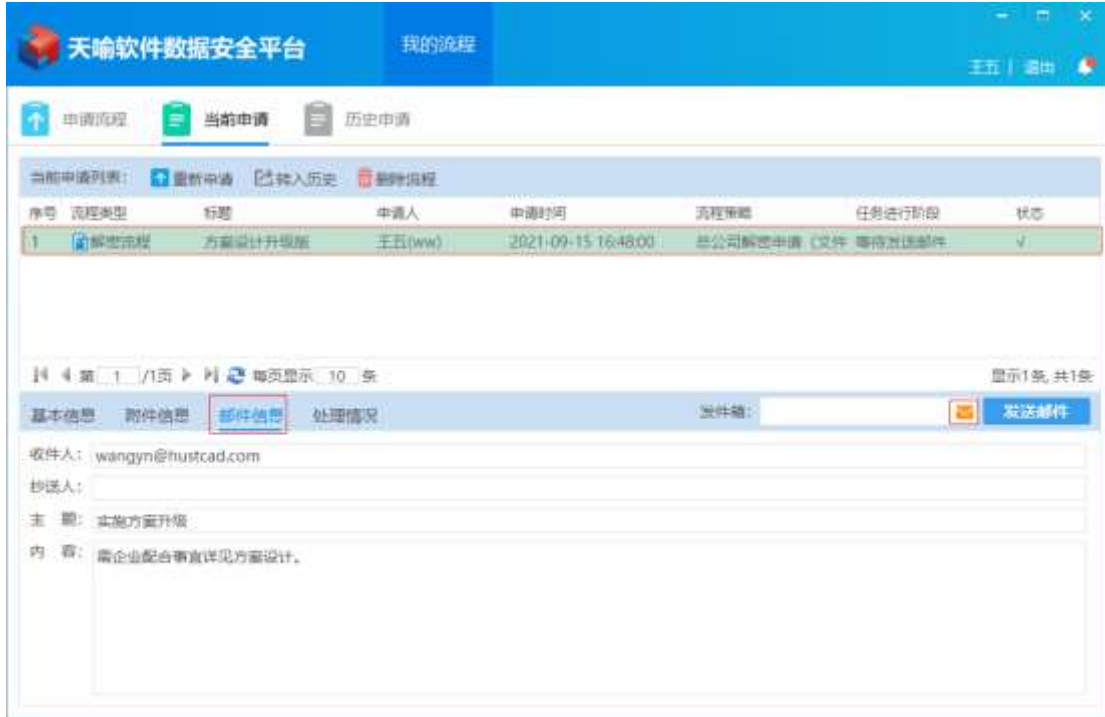 天喻软件数据安全平台 我的流程
王五 | 退出
申请流程 当前申请 历史申请
当前申请列表： 重新申请 转入历史 删除流程
序号 流程类型 标题 申请人 申请时间 流程策略 任务进行阶段 状态
1 解密流程 方案设计升级版 王五(ww) 2021-09-15 16:48:00 总公司解密申请（文件 等待发送邮件 √
第 1 /1页 每页显示 10 条 显示1条, 共1条
基本信息 附件信息 邮件信息 处理情况 发件箱： 发送邮件
收件人： wangyn@hustcad.com
抄送人：
主 题： 实施方案升级
内 容： 需企业配合事宜详见方案设计。